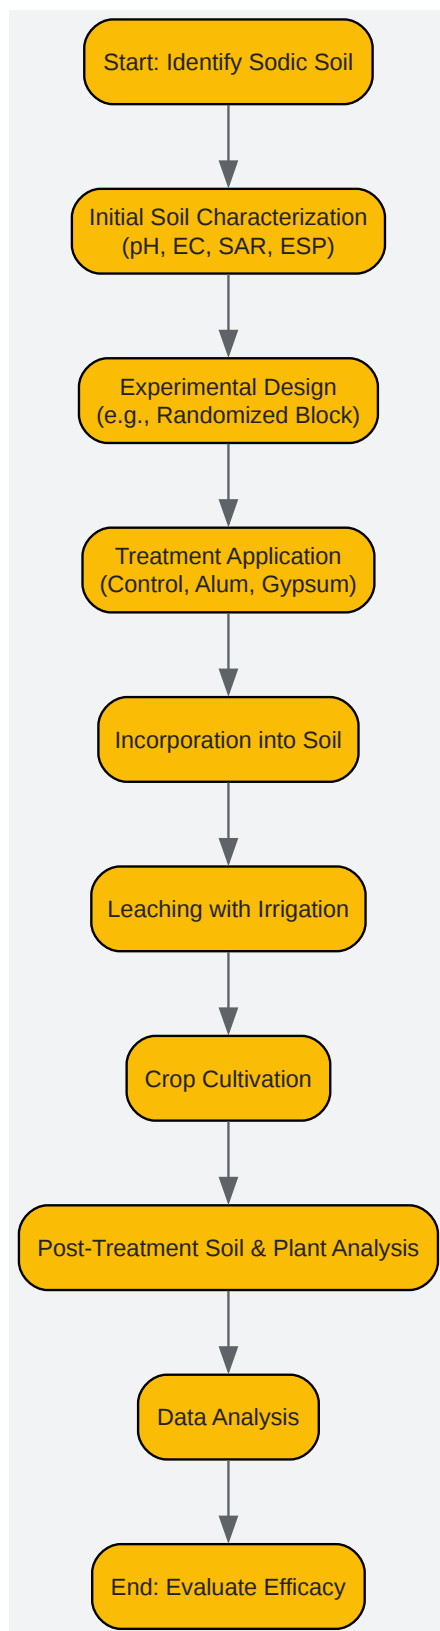 Start: Identify Sodic Soil
Initial Soil Characterization
(pH, EC, SAR, ESP)
Experimental Design
(e.g., Randomized Block)
Treatment Application
(Control, Alum, Gypsum)
Incorporation into Soil
Leaching with Irrigation
Crop Cultivation
Post-Treatment Soil & Plant Analysis
Data Analysis
End: Evaluate Efficacy